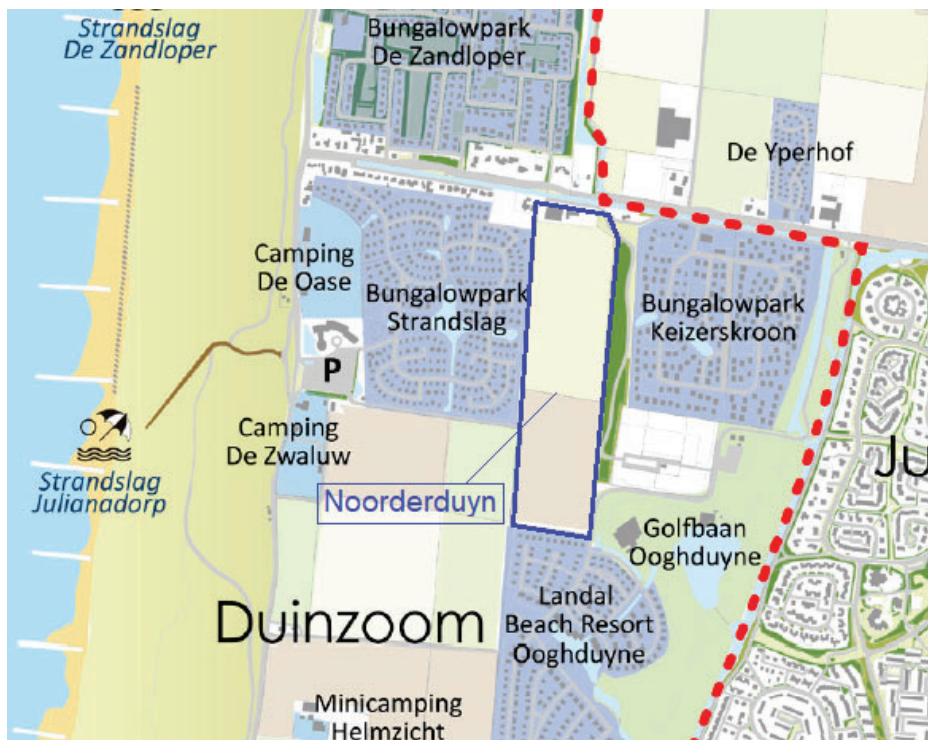 Strandslag
De Zandloper
Bungalowpark
De Zandloper
De Yperhof
Camping
De Oase
Bungalowpark
Strandslag
Bungalowpark
Keizerskroon
P
Camping
De Zwaluw
Strandslag
Julianadorp
Noorderduyn
Ju
Golfbaan
Ooghduyne
Duinzoom
Landal
Beach Resort
Ooghduyne
Minicamping
Helmzicht